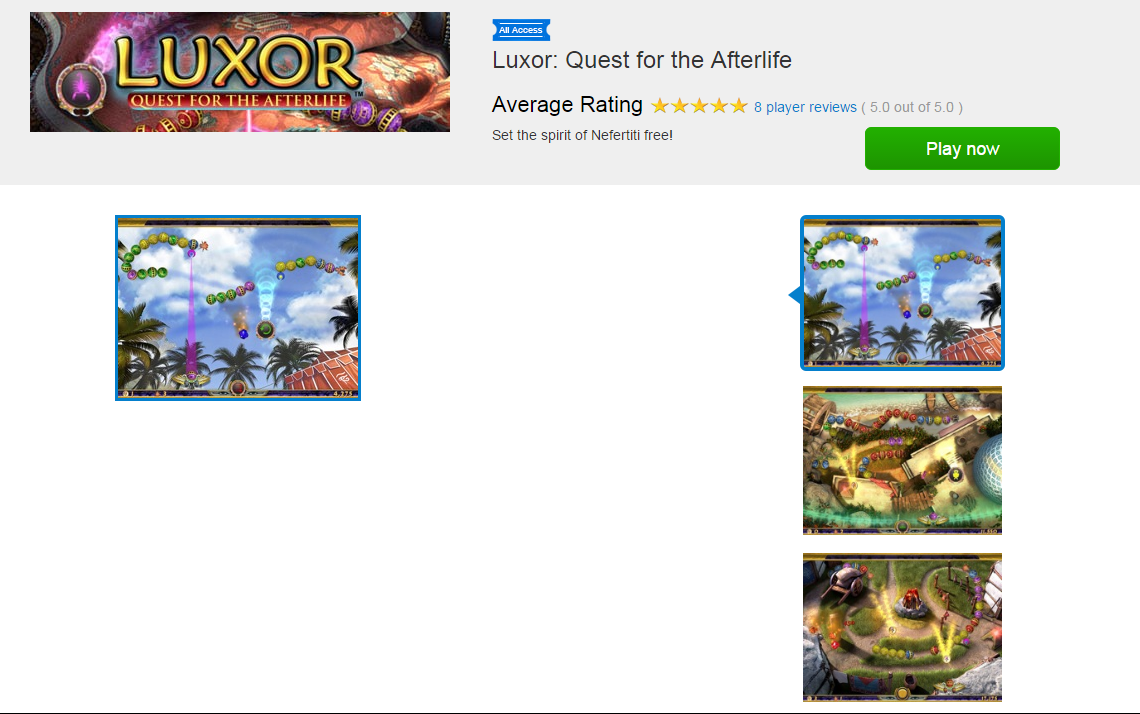 LUXOR™
QUEST FOR THE AFTERLIFE
All Access
Luxor: Quest for the Afterlife
Average Rating 8 player reviews ( 5.0 out of 5.0 )
Set the spirit of Nefertiti free!
Play now